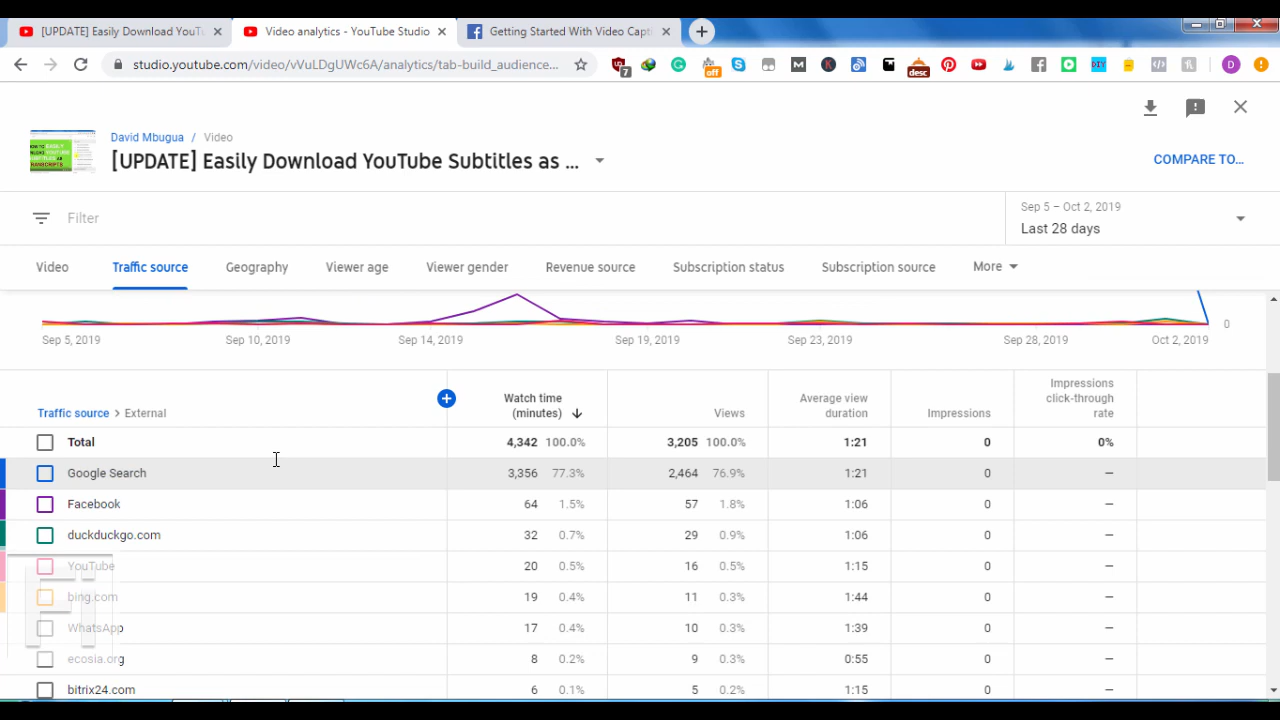 [UPDATE] Easily Download YouT
Video analytics - YouTube Studio
Getting Started With Video Capt
studio.youtube.com/video/vVuLDgUWc6A/analytics/tab-build_audience...
7
off
desc
DIY
D
David Mbugua / Video
[UPDATE] Easily Download YouTube Subtitles as ...
COMPARE TO...
Filter
Sep 5 – Oct 2, 2019
Last 28 days
Video Traffic source Geography Viewer age Viewer gender Revenue source Subscription status Subscription source More
0
Sep 5, 2019 Sep 10, 2019 Sep 14, 2019 Sep 19, 2019 Sep 23, 2019 Sep 28, 2019 Oct 2, 2019
Traffic source > External
Watch time
(minutes)
Views
Average view
duration
Impressions
Impressions
click-through
rate
Total 4,342 100.0% 3,205 100.0% 1:21 0 0%
Google Search 3,356 77.3% 2,464 76.9% 1:21 0 —
Facebook 64 1.5% 57 1.8% 1:06 0 —
duckduckgo.com 32 0.7% 29 0.9% 1:06 0 —
YouTube 20 0.5% 16 0.5% 1:15 0 —
bing.com 19 0.4% 11 0.3% 1:44 0 —
WhatsApp 17 0.4% 10 0.3% 1:39 0 —
ecosia.org 8 0.2% 9 0.3% 0:55 0 —
bitrix24.com 6 0.1% 5 0.2% 1:15 0 —